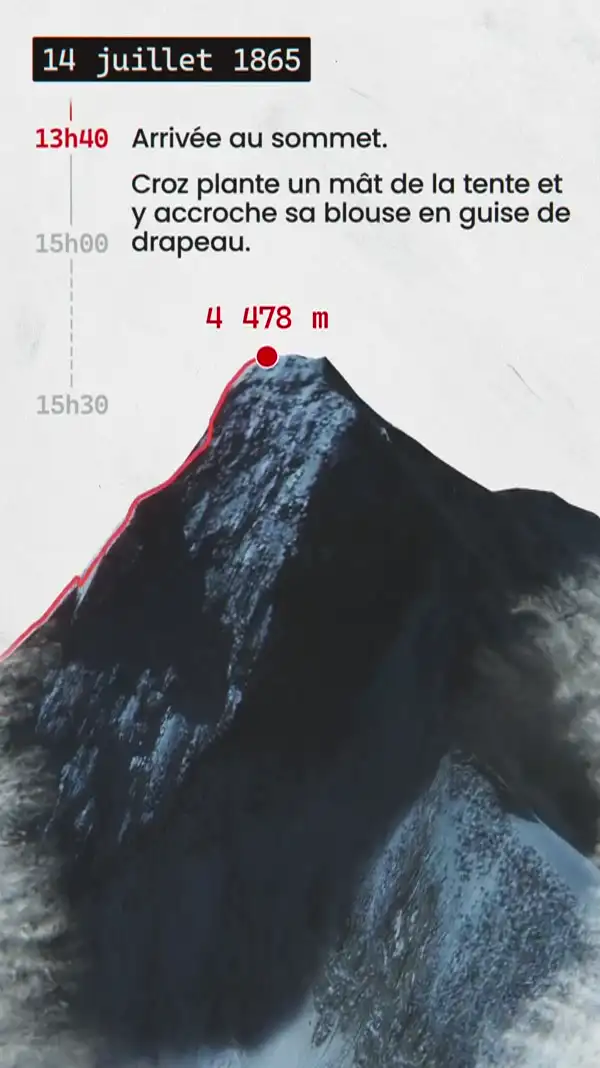 14 juillet 1865
13h40 Arrivée au sommet.
Croz plante un mât de la tente et
y accroche sa blouse en guise de
15h00 drapeau.
4 478 m
15h30